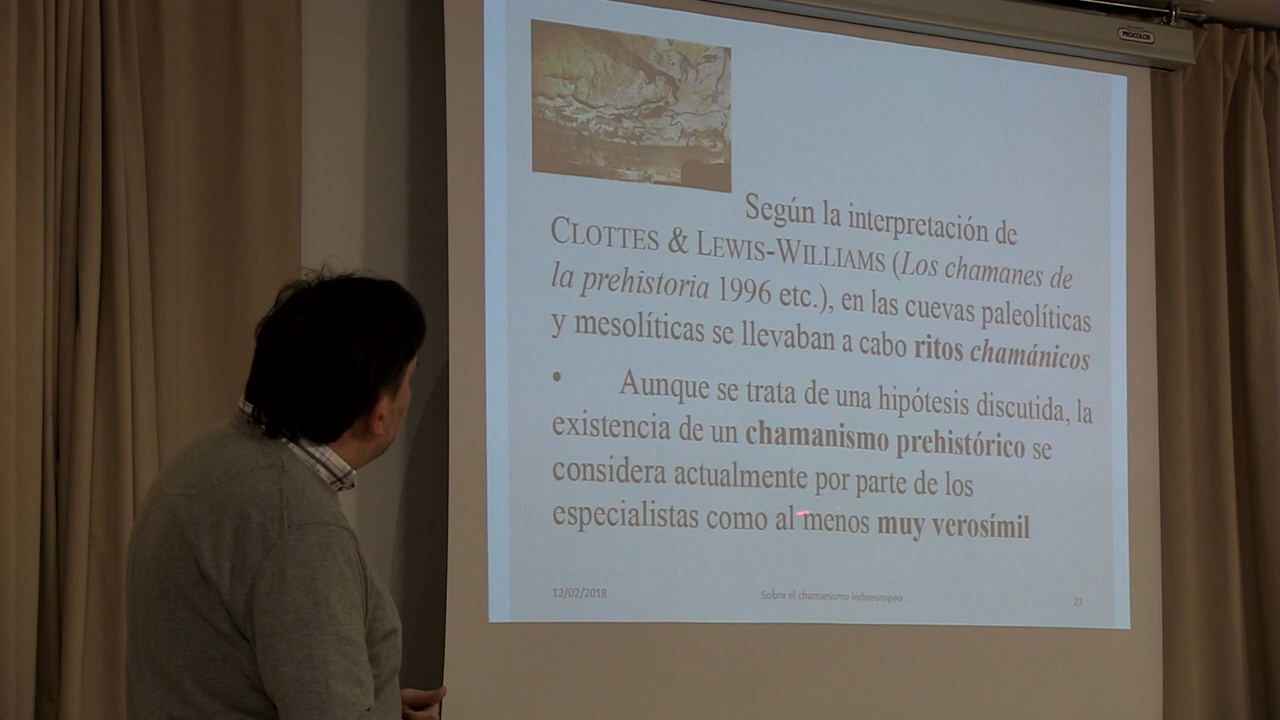 PROCOLOR
Según la interpretación de
CLOTTES & LEWIS-WILLIAMS (Los chamanes de
la prehistoria 1996 etc.), en las cuevas paleolíticas
y mesolíticas se llevaban a cabo ritos chamánicos
• Aunque se trata de una hipótesis discutida, la
existencia de un chamanismo prehistórico se
considera actualmente por parte de los
especialistas como al menos muy verosímil
12/02/2018 Sobre el chamanismo indoeuropeo 23